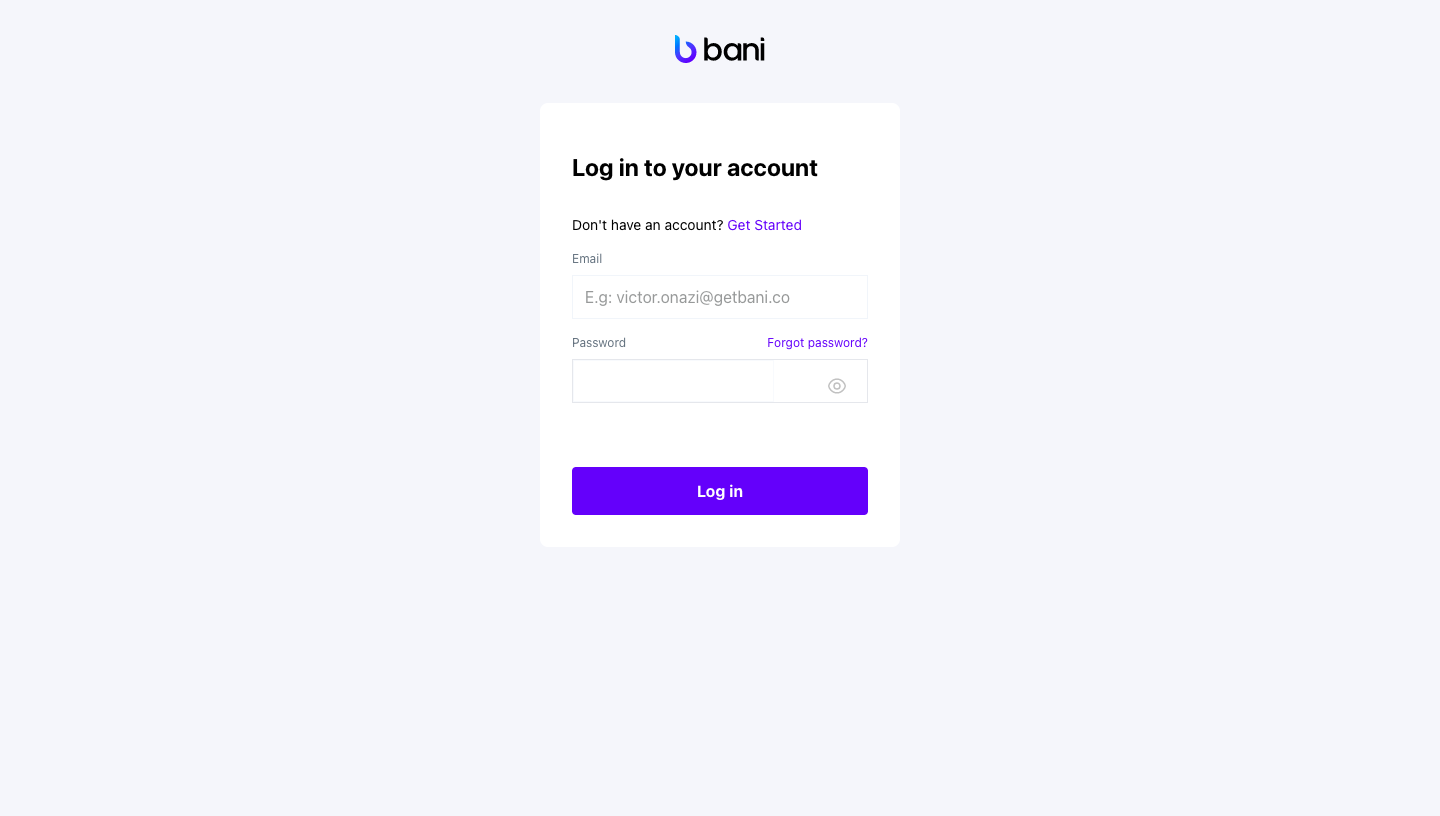 bani
Log in to your account
Don't have an account? Get Started
Email
E.g: victor.onazi@getbani.co
Password Forgot password?
Log in